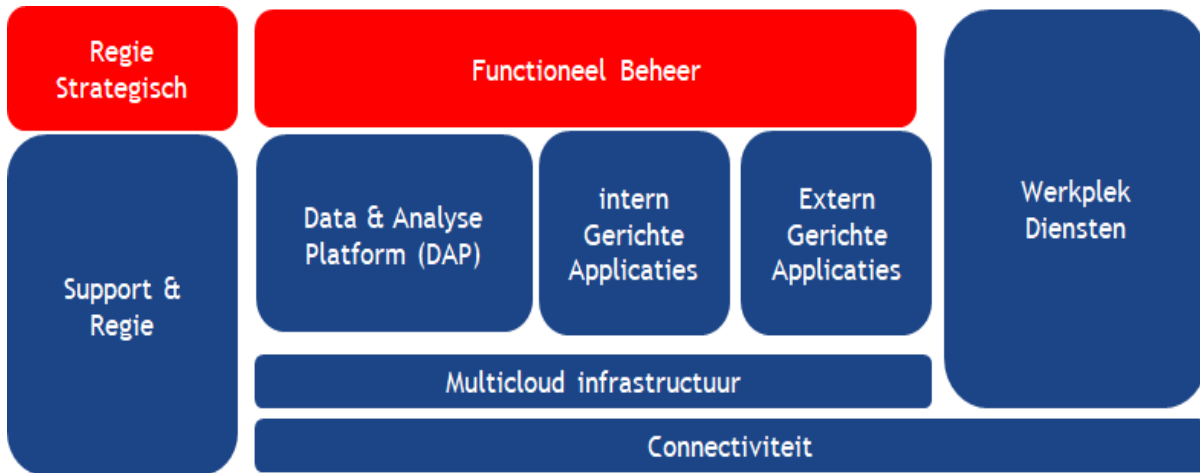 Regie
Strategisch
Functioneel Beheer
Support &
Regie
Data & Analyse
Platform (DAP)
intern
Gerichte
Applicaties
Extern
Gerichte
Applicaties
Werkplek
Diensten
Multicloud infrastructuur
Connectiviteit